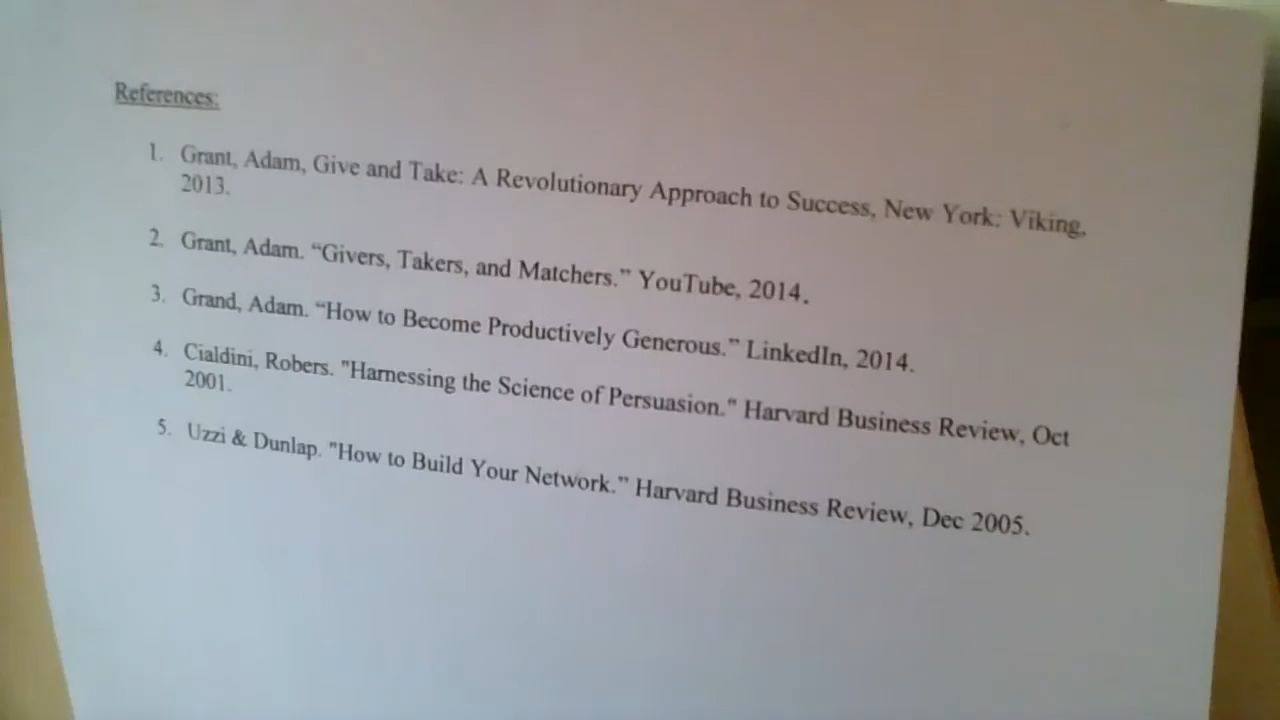 References:
1. Grant, Adam, Give and Take: A Revolutionary Approach to Success, New York: Viking,
2013.
2. Grant, Adam. “Givers, Takers, and Matchers.” YouTube, 2014.
3. Grand, Adam. “How to Become Productively Generous.” LinkedIn, 2014.
4. Cialdini, Robers. "Harnessing the Science of Persuasion." Harvard Business Review, Oct
2001.
5. Uzzi & Dunlap. "How to Build Your Network.” Harvard Business Review, Dec 2005.